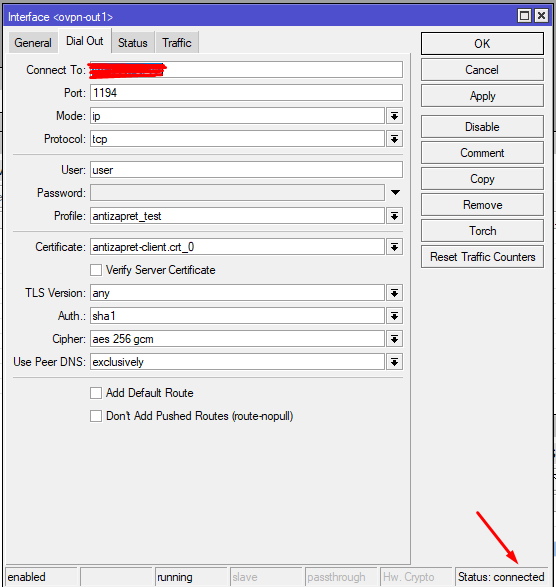 Interface <ovpn-out1>
General Dial Out Status Traffic
Connect To:
Port: 1194
Mode: ip
Protocol: tcp
User: user
Password:
Profile: antizapret_test
Certificate: antizapret-client.crt_0
Verify Server Certificate
TLS Version: any
Auth.: sha1
Cipher: aes 256 gcm
Use Peer DNS: exclusively
Add Default Route
Don't Add Pushed Routes (route-nopull)
OK
Cancel
Apply
Disable
Comment
Copy
Remove
Torch
Reset Traffic Counters
enabled running slave passthrough Hw. Crypto Status: connected